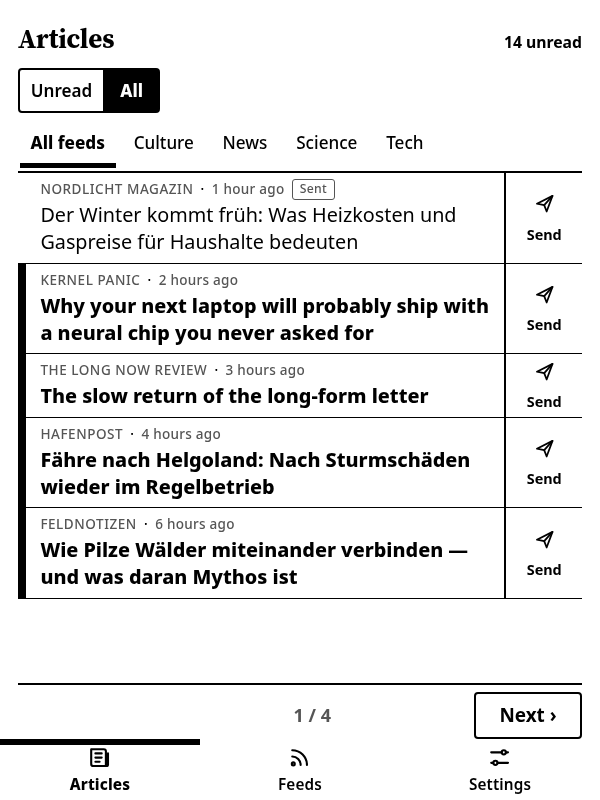 Articles
14 unread
Unread All
All feeds Culture News Science Tech
NORDLICHT MAGAZIN · 1 hour ago Sent
Der Winter kommt früh: Was Heizkosten und
Gaspreise für Haushalte bedeuten
Send
KERNEL PANIC · 2 hours ago
Why your next laptop will probably ship with
a neural chip you never asked for
Send
THE LONG NOW REVIEW · 3 hours ago
The slow return of the long-form letter
Send
HAFENPOST · 4 hours ago
Fähre nach Helgoland: Nach Sturmschäden
wieder im Regelbetrieb
Send
FELDNOTIZEN · 6 hours ago
Wie Pilze Wälder miteinander verbinden —
und was daran Mythos ist
Send
1 / 4
Next ›
Articles Feeds Settings